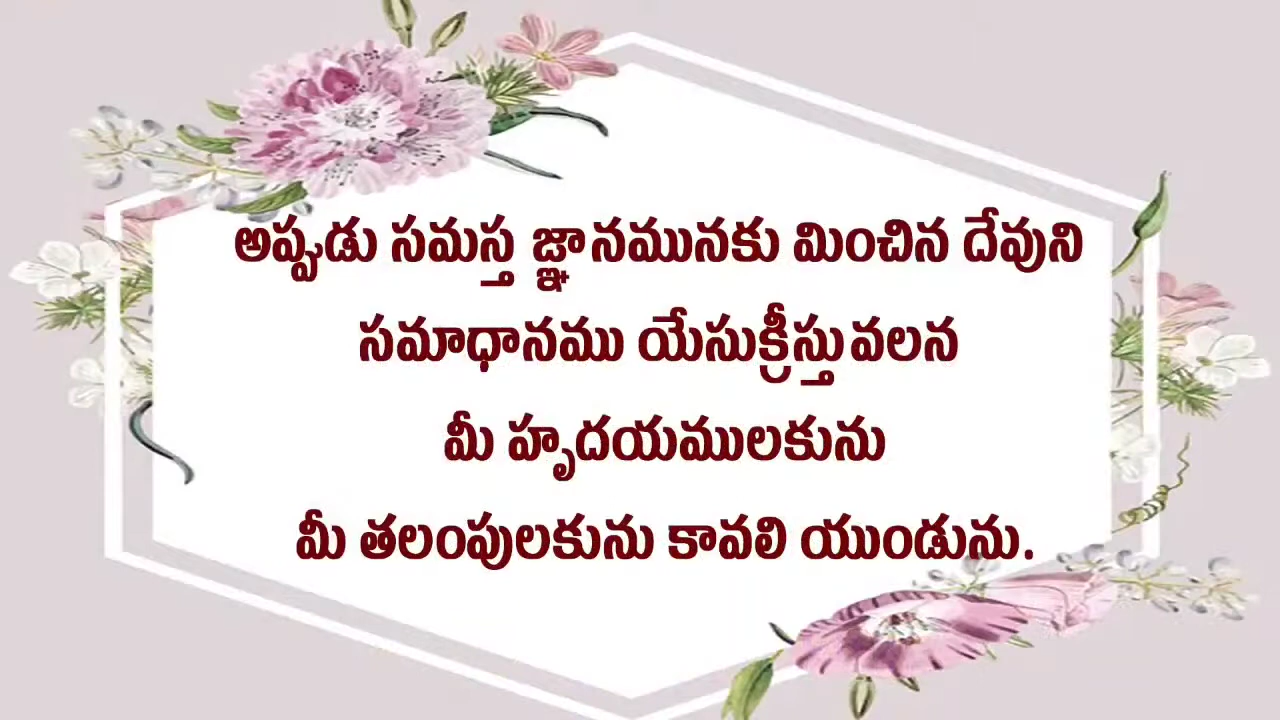 అప్పుడు సమస్త జ్ఞానమునకు మించిన దేవుని
సమాధానము యేసుక్రీస్తువలన
మీ హృదయములకును
మీ తలంపులకును కావలి యుండును.